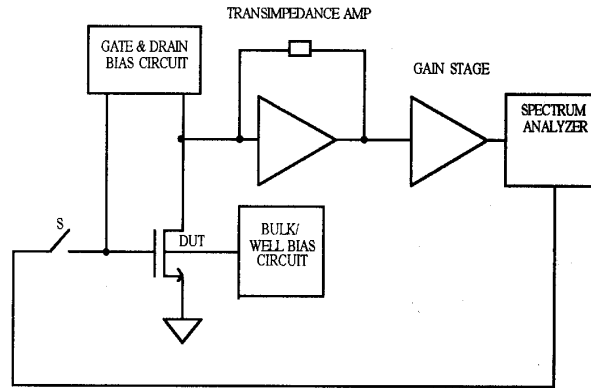 TRANSIMPEDANCE AMP
GATE & DRAIN
BIAS CIRCUIT
GAIN STAGE
SPECTRUM
ANALYZER
S
DUT
BULK/
WELL BIAS
CIRCUIT